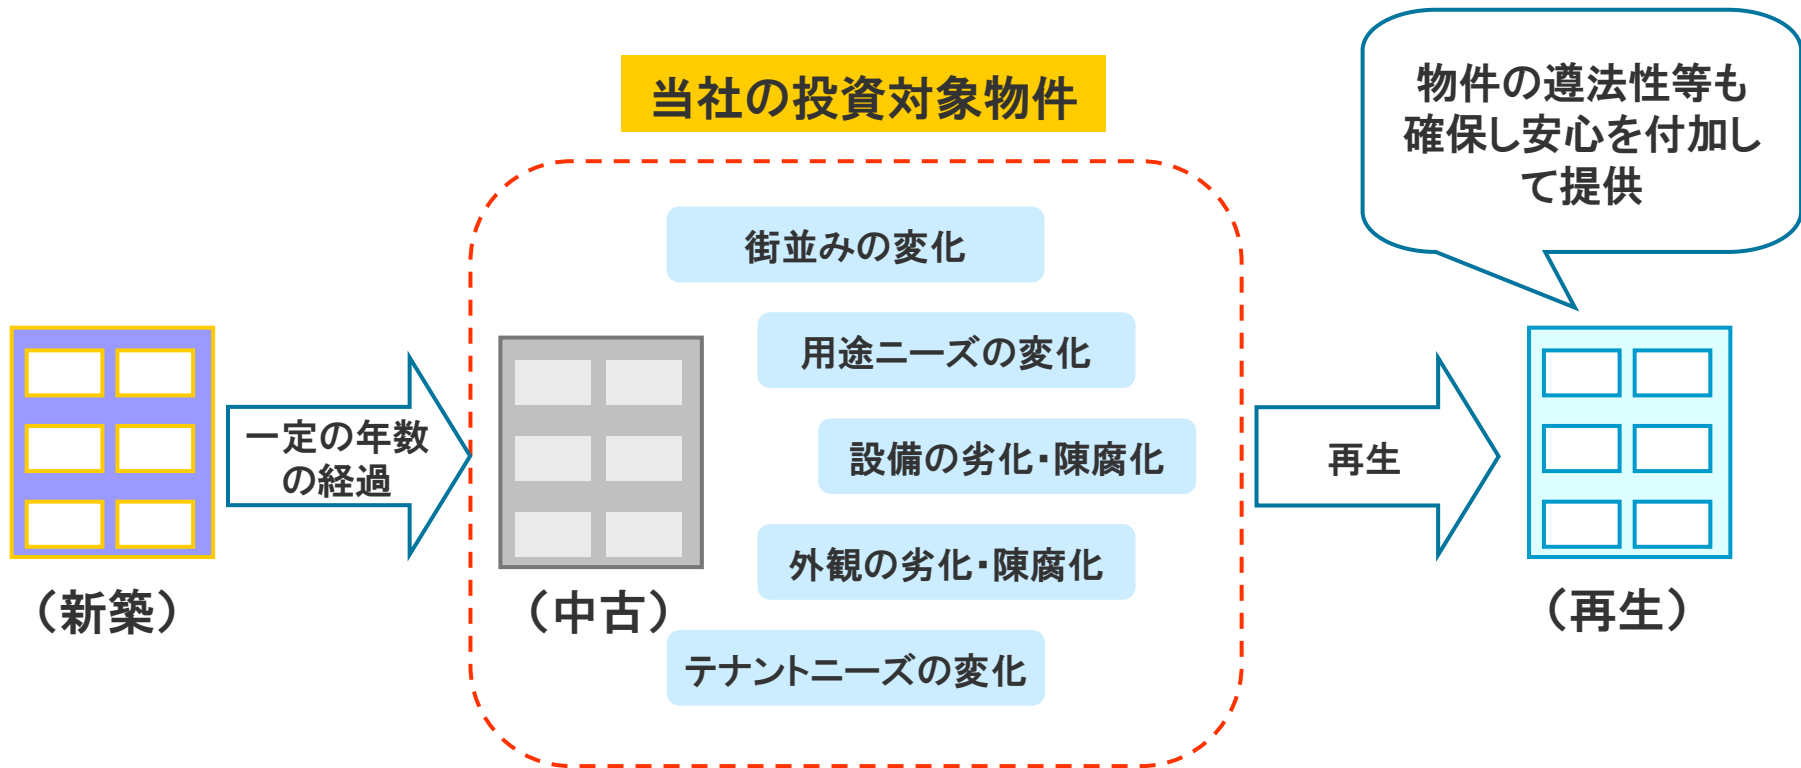 当社の投資対象物件
物件の遵法性等も
確保し安心を付加し
て提供
街並みの変化
用途ニーズの変化
設備の劣化・陳腐化
外観の劣化・陳腐化
テナントニーズの変化
一定の年数
の経過
再生
（新築）
（中古）
（再生）